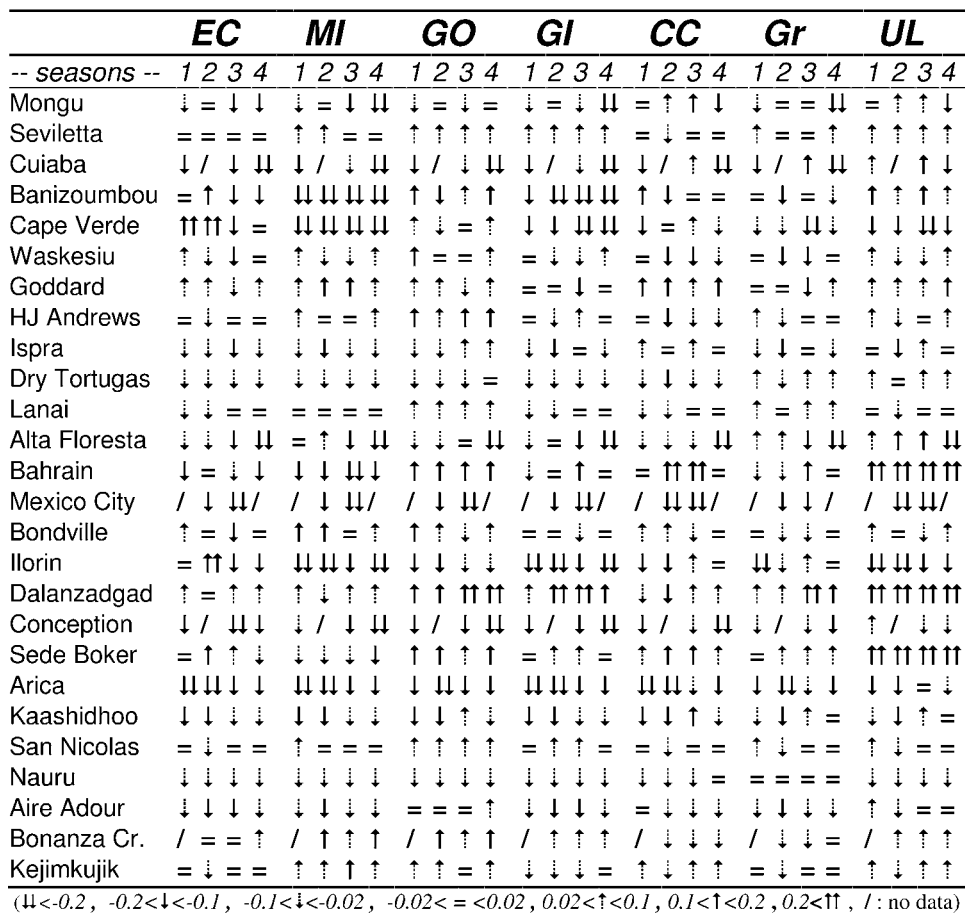 EC MI GO GI CC Gr UL
-- seasons -- 1 2 3 4 1 2 3 4 1 2 3 4 1 2 3 4 1 2 3 4 1 2 3 4 1 2 3 4
Mongu ⇣ = ↓ ↓ ⇣ = ↓ ⇊ ⇣ = ⇣ = ⇣ = ⇣ ⇊ = ⇡ ↑ ↓ ⇣ = = ⇊ = ⇡ ⇡ ↓
Seviletta = = = = ⇡ ⇡ = = ⇡ ⇡ ⇡ ⇡ ⇡ ⇡ ⇡ ⇡ = ⇣ = = ⇡ = = ⇡ ⇡ ⇡ ⇡ ⇡
Cuiaba ↓ / ⇣ ⇊ ↓ / ⇣ ⇊ ↓ / ⇣ ⇊ ↓ / ⇣ ⇊ ↓ / ⇡ ⇊ ↓ / ↑ ⇊ ⇡ / ↑ ↓
Banizoumbou = ↑ ↓ ↓ ⇊ ⇊ ⇊ ⇊ ↑ ↓ ⇡ ↑ ↓ ⇊ ⇊ ⇊ ↑ ↓ = = = ↓ = ⇣ ↑ ⇡ ↑ ⇡
Cape Verde ⇈ ⇈ ↓ = ⇊ ⇊ ⇊ ⇊ ⇡ ⇣ = ⇡ ↓ ↓ ⇊ ⇊ ↓ = ⇡ ↓ ⇣ ⇣ ⇊ ⇣ ↓ ↓ ⇊ ↓
Waskesiu ⇡ ⇣ ↓ = ⇡ ⇣ ⇣ ⇡ ↑ = = ⇡ = ⇣ ⇣ ⇡ = ↓ ↓ ⇣ = ↓ ⇣ = ⇡ ⇣ ⇣ ⇡
Goddard ⇡ ⇡ ⇣ ⇡ ⇡ ↑ ↑ ⇡ ⇡ ⇡ ⇣ ⇡ = = ↓ = ↑ ↑ ⇡ ↑ = = ↓ ⇡ ⇡ ⇡ ⇡ ↑
HJ Andrews = ⇣ = = ⇡ = = ⇡ ↑ ⇡ ↑ ↑ = ⇣ ⇡ = = ↓ ⇣ ⇣ ⇡ ⇣ = = ⇡ ⇣ = ⇡
Ispra ⇣ ↓ ⇣ ⇣ ⇣ ↓ ⇣ ⇣ ⇣ ⇣ ⇡ ⇡ ⇣ ↓ = ⇣ ⇡ = ⇡ = ⇣ ↓ = ⇣ = ↓ ⇡ =
Dry Tortugas ⇣ ⇣ ⇣ ⇣ ⇣ ⇣ ⇣ ⇣ ⇣ ⇣ ⇣ = ⇣ ⇣ ⇣ ⇣ ⇣ ↓ ⇣ ⇣ ⇡ ⇣ ⇡ ⇡ ⇡ = ⇡ ⇡
Lanai ⇣ ⇣ = = = = = = ⇡ ⇡ ⇡ ⇡ ⇣ ⇣ = = ⇣ ⇣ = = ⇡ = ⇡ ⇡ = ⇣ = =
Alta Floresta ⇣ ⇣ ↓ ⇊ = ⇡ ↓ ⇊ ⇣ ⇣ = ⇊ ⇣ = ↓ ⇊ ⇣ ⇣ ⇣ ⇊ ⇡ ⇡ ↓ ⇊ ⇡ ↑ ↑ ⇊
Bahrain ↓ = ⇣ ↓ ↓ ↓ ⇊ ↓ ↑ ↑ ↑ ↑ ⇣ = ↑ = = ⇈ ⇈ = ⇣ ⇣ ↑ = ⇈ ⇈ ⇈ ⇈
Mexico City / ↓ ⇊ / / ↓ ⇊ / / ↓ ⇊ / / ↓ ⇊ / / ⇊ ⇊ / / ↓ ↓ / / ⇊ ⇊ /
Bondville ⇡ = ↓ = ↑ ↑ = ⇡ ⇡ ⇡ ⇣ ⇡ = = ⇣ = ⇡ ⇡ ⇣ = = ⇣ ⇣ = ⇡ = ⇣ ⇡
Ilorin = ⇈ ↓ ↓ ⇊ ⇊ ↓ ⇊ ↓ ↓ ⇣ ⇣ ⇊ ⇊ ↓ ⇊ ↓ ↓ ⇡ = ⇊ ⇣ ⇡ = ⇊ ⇊ ↓ ↓
Dalanzadgad ⇡ = ⇡ ⇡ ⇡ ⇣ ⇡ ⇡ ↑ ↑ ⇈ ⇈ ⇡ ⇈ ⇈ ↑ ⇣ ↓ ⇡ ⇡ ⇡ ⇡ ⇈ ↑ ⇈ ⇈ ⇈ ⇈
Conception ↓ / ⇊ ↓ ⇣ / ↓ ⇊ ↓ / ⇣ ⇊ ↓ / ↓ ⇊ ↓ / ⇣ ⇊ ⇣ / ⇣ ↓ ⇡ / ⇣ ↓
Sede Boker = ↑ ⇡ ⇣ ⇣ ⇣ ⇣ ↓ ↑ ↑ ⇡ ↑ = ⇡ ⇡ = ⇡ ↑ ↑ ⇡ = ⇡ ⇡ ⇡ ⇈ ⇈ ⇈ ⇈
Arica ⇊ ⇊ ↓ ↓ ⇊ ⇊ ↓ ↓ ↓ ⇊ ↓ ↓ ⇊ ⇊ ↓ ↓ ⇊ ⇊ ⇣ ↓ ↓ ⇊ ⇣ ↓ ↓ ↓ = ⇣
Kaashidhoo ↓ ↓ ⇣ ⇣ ↓ ↓ ⇣ ⇣ ↓ ↓ ⇡ ⇣ ↓ ↓ ⇣ ⇣ ↓ ↓ ↑ ⇣ ⇣ ↓ ⇡ = ⇣ ↓ ⇡ =
San Nicolas = ⇣ = = ⇡ = = = ⇡ ⇡ ⇡ ⇡ = ⇡ ⇡ = = ⇣ = = ⇡ ⇣ = = ⇡ ⇣ = =
Nauru ⇣ ⇣ ⇣ ⇣ ⇣ ⇣ ⇣ ⇣ ⇣ ⇣ ⇣ ⇣ ⇣ ⇣ ⇣ ⇣ ⇣ ⇣ ⇣ = = = = = ⇣ ⇣ ⇣ ⇣
Aire Adour ⇣ ↓ ↓ ⇣ ⇣ ↓ ⇣ ⇣ = = = ⇡ ⇣ ↓ ↓ ⇣ = ⇣ ⇣ ⇣ ⇣ ↓ ⇣ ⇣ ⇡ ⇣ = =
Bonanza Cr. / = = ⇡ / ↑ ⇡ ↑ / ↑ ⇡ ↑ / ⇡ ⇡ ⇡ / ⇣ ⇣ ⇣ / ⇣ ⇣ = / ⇡ ⇡ ⇡
Kejimkujik = ⇣ = = ⇡ ⇡ ↑ ⇡ ⇡ ⇡ = ⇡ ⇣ ⇣ ⇣ = ⇡ ⇣ ⇡ ⇡ = ⇣ = = ⇡ ⇣ ⇡ ⇡
(⇊<-0.2 , -0.2<↓<-0.1, -0.1<⇣<-0.02, -0.02< = <0.02, 0.02<⇡<0.1, 0.1<↑<0.2, 0.2<⇈ , / : no data)